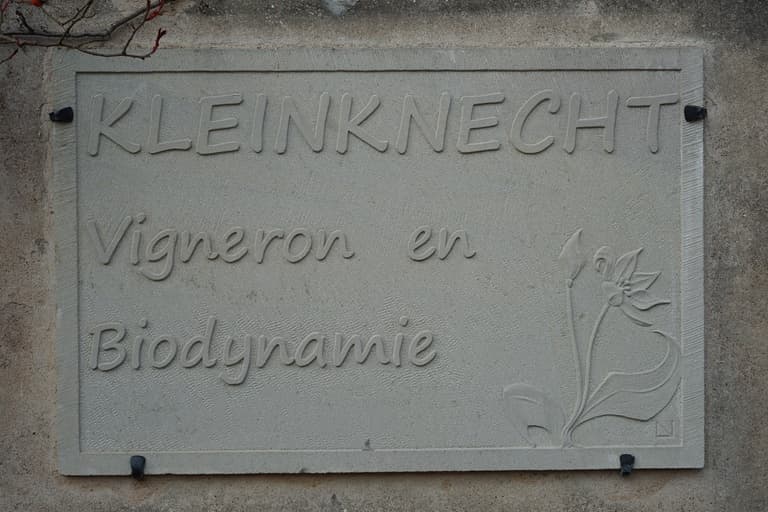 KLEINKNECHT
Vigneron en
Biodynamie